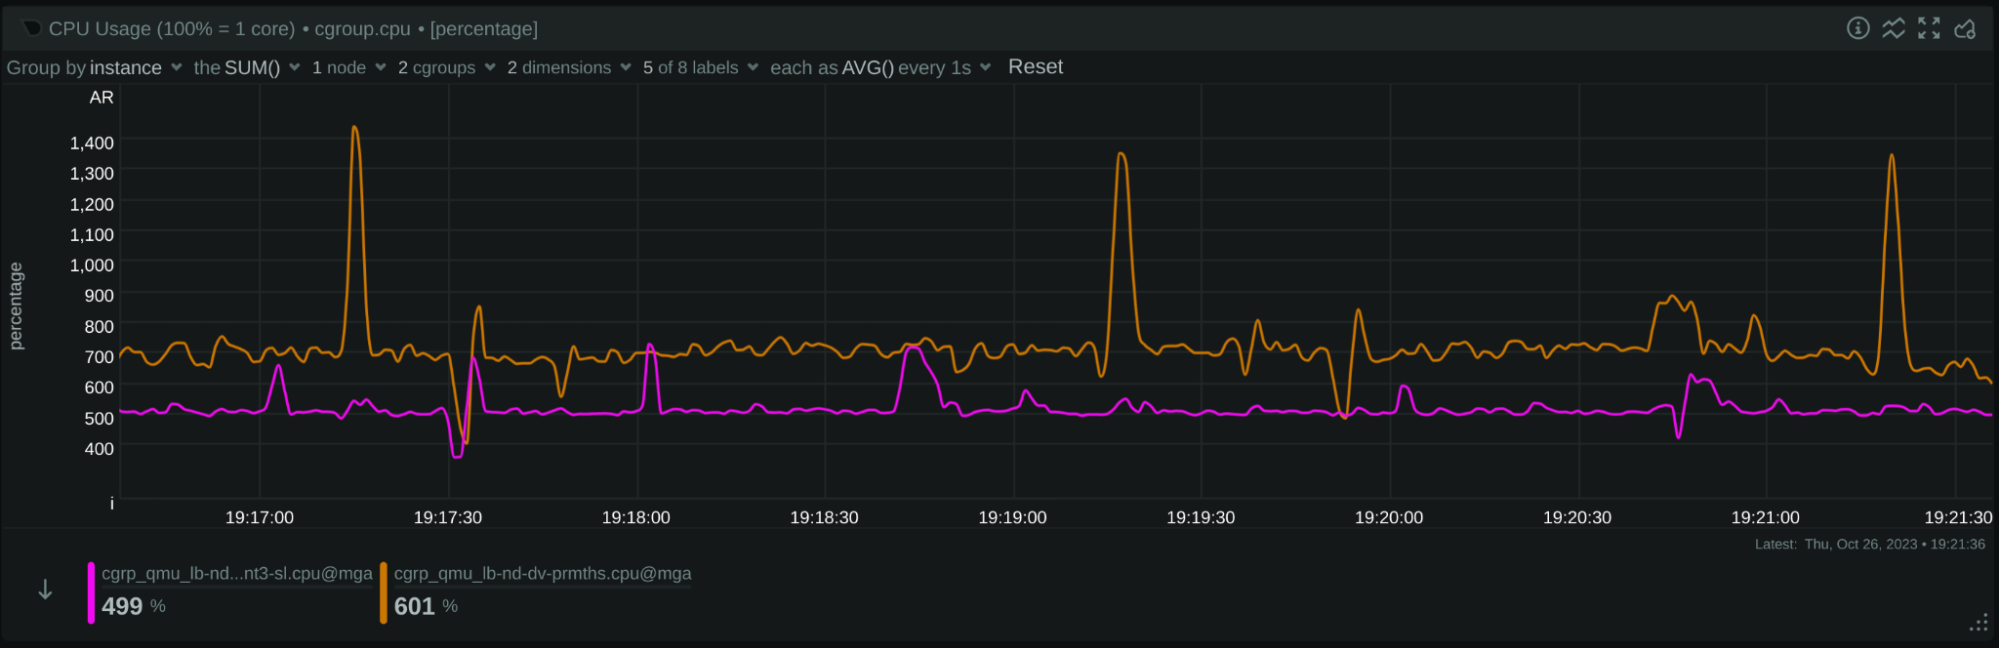 CPU Usage (100% = 1 core) • cgroup.cpu • [percentage]
Group by instance the SUM() 1 node 2 cgroups 2 dimensions 5 of 8 labels each as AVG() every 1s Reset
AR
1,400
1,300
1,200
1,100
1,000
900
800
700
600
500
400
i
percentage
19:17:00 19:17:30 19:18:00 19:18:30 19:19:00 19:19:30 19:20:00 19:20:30 19:21:00 19:21:30
Latest: Thu, Oct 26, 2023 • 19:21:36
cgrp_qmu_lb-nd...nt3-sl.cpu@mga cgrp_qmu_lb-nd-dv-prmths.cpu@mga
499 % 601 %